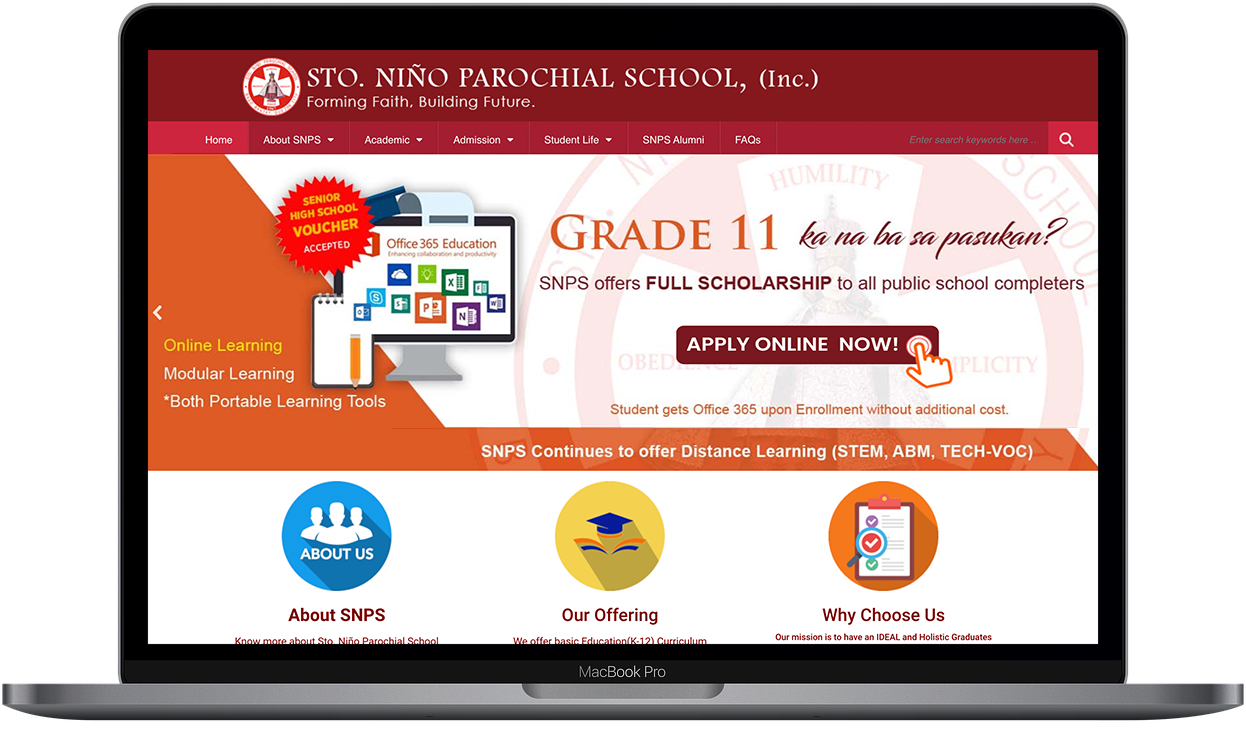 STO. NIÑO PAROCHIAL SCHOOL, (Inc.)
Forming Faith, Building Future.
Home
About SNPS
Academic
Admission
Student Life
SNPS Alumni
FAQs
Enter search keywords here ...
SENIOR
HIGH SCHOOL
VOUCHER
ACCEPTED
Office 365 Education
Enhancing collaboration and productivity
Online Learning
Modular Learning
*Both Portable Learning Tools
HUMILITY
GRADE 11 ka na ba sa pasukan?
SNPS offers FULL SCHOLARSHIP to all public school completers
APPLY ONLINE NOW!
OBEDIENCE
Student gets Office 365 upon Enrollment without additional cost.
SNPS Continues to offer Distance Learning (STEM, ABM, TECH-VOC)
ABOUT US
About SNPS
Know more about Sto. Niño Parochial School
Our Offering
We offer basic Education(K-12) Curriculum
Why Choose Us
Our mission is to have an IDEAL and Holistic Graduates
MacBook Pro